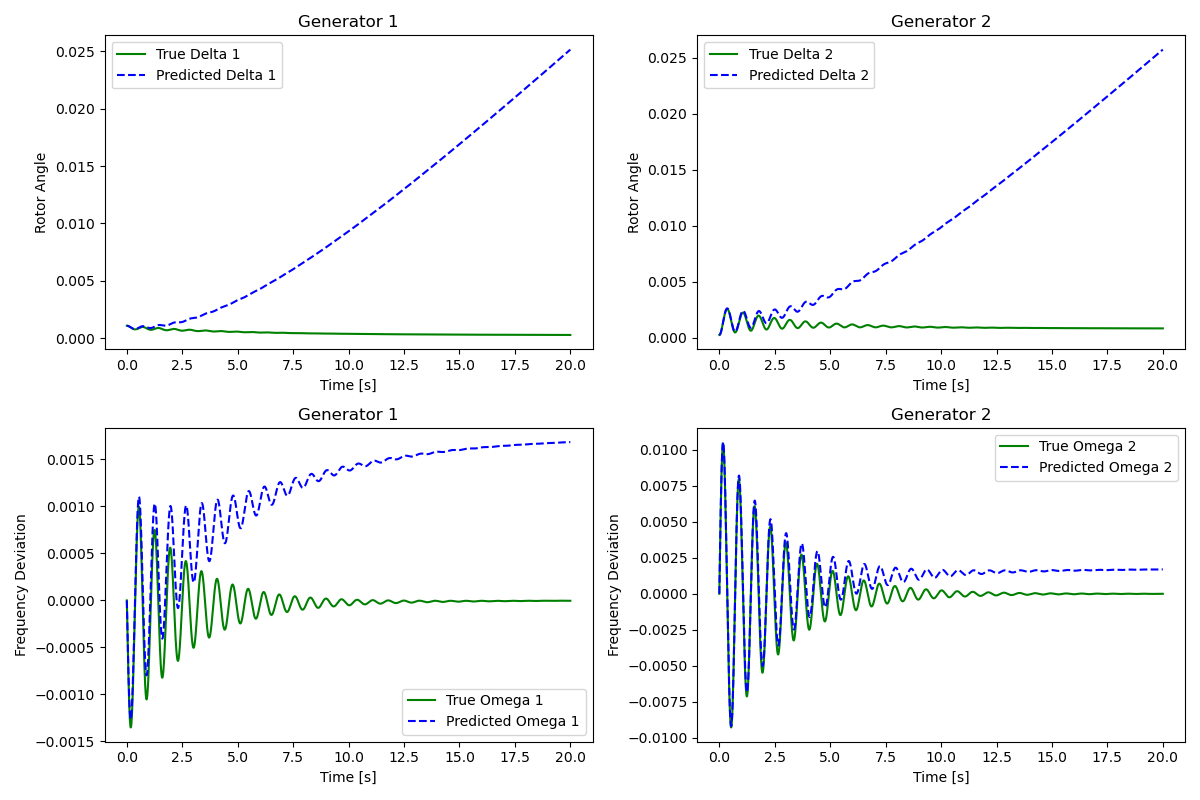 Generator 1
True Delta 1
Predicted Delta 1
Rotor Angle
0.025
0.020
0.015
0.010
0.005
0.000
0.0 2.5 5.0 7.5 10.0 12.5 15.0 17.5 20.0
Time [s]
Generator 2
True Delta 2
Predicted Delta 2
Rotor Angle
0.025
0.020
0.015
0.010
0.005
0.000
0.0 2.5 5.0 7.5 10.0 12.5 15.0 17.5 20.0
Time [s]
Generator 1
Frequency Deviation
0.0015
0.0010
0.0005
0.0000
−0.0005
−0.0010
−0.0015
True Omega 1
Predicted Omega 1
0.0 2.5 5.0 7.5 10.0 12.5 15.0 17.5 20.0
Time [s]
Generator 2
True Omega 2
Predicted Omega 2
Frequency Deviation
0.0100
0.0075
0.0050
0.0025
0.0000
−0.0025
−0.0050
−0.0075
−0.0100
0.0 2.5 5.0 7.5 10.0 12.5 15.0 17.5 20.0
Time [s]